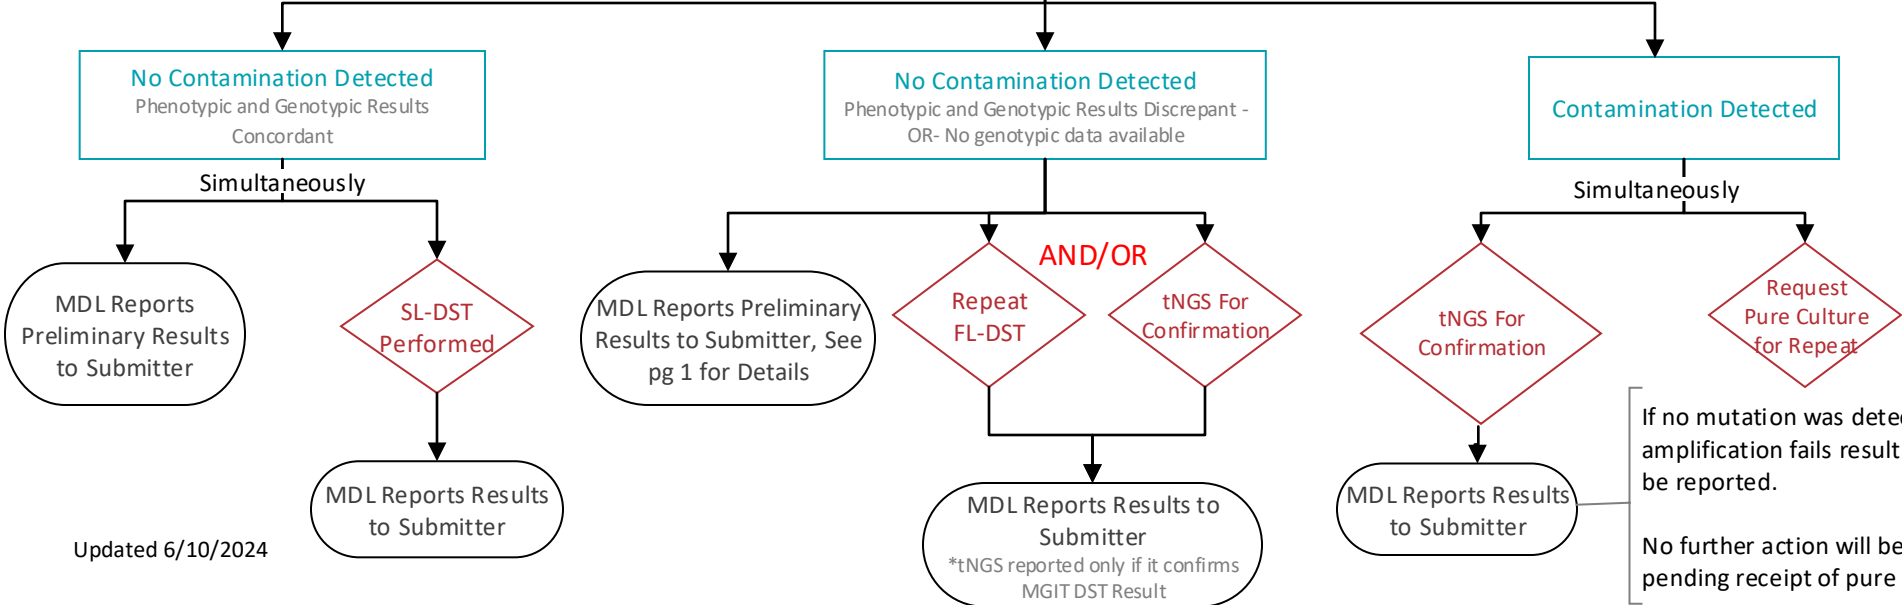 No Contamination Detected
Phenotypic and Genotypic Results
Concordant
No Contamination Detected
Phenotypic and Genotypic Results Discrepant -
OR- No genotypic data available
Contamination Detected
Simultaneously
Simultaneously
MDL Reports
Preliminary Results
to Submitter
SL-DST
Performed
MDL Reports Preliminary
Results to Submitter, See
pg 1 for Details
AND/OR
Repeat
FL-DST
tNGS For
Confirmation
tNGS For
Confirmation
Request
Pure Culture
for Repeat
MDL Reports Results
to Submitter
MDL Reports Results to
Submitter
*tNGS reported only if it confirms
MGIT DST Result
MDL Reports Results
to Submitter
If no mutation was
amplification fails result
be reported.
No further action will be
pending receipt of pure
Updated 6/10/2024